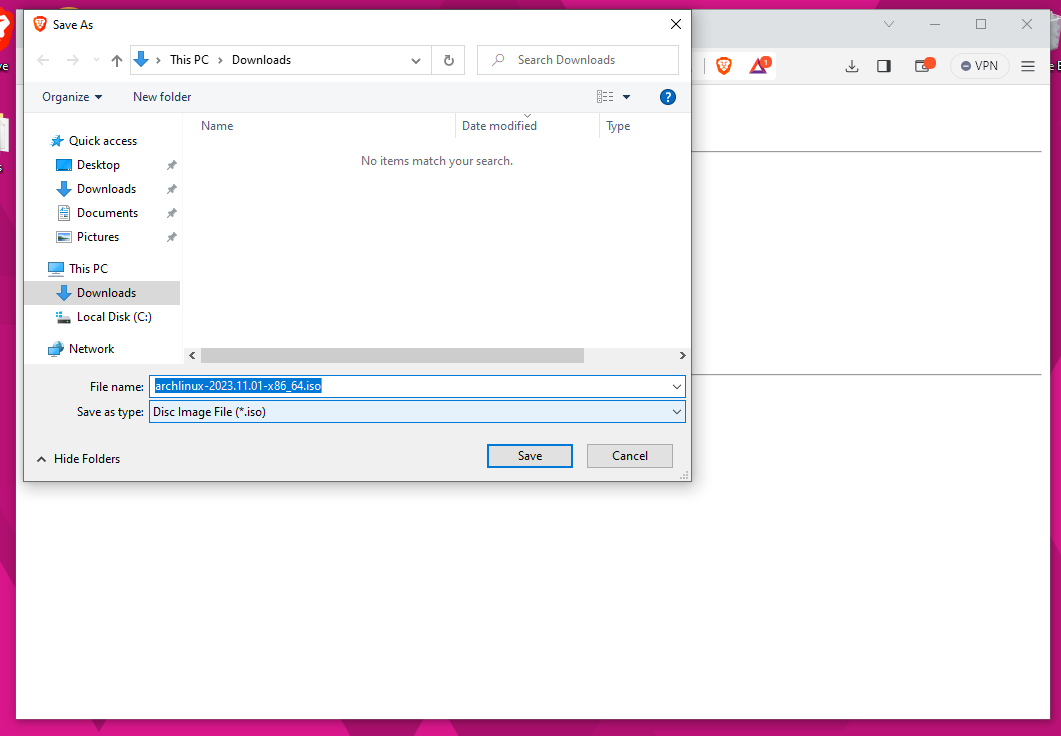 Save As
This PC
Downloads
Search Downloads
1
VPN
Organize
New folder
?
Name
Date modified
Type
No items match your search.
Quick access
Desktop
Downloads
Documents
Pictures
This PC
Downloads
Local Disk (C:)
Network
File name:
archlinux-2023.11.01-x86_64.iso
Save as type:
Disc Image File (*.iso)
Hide Folders
Save
Cancel